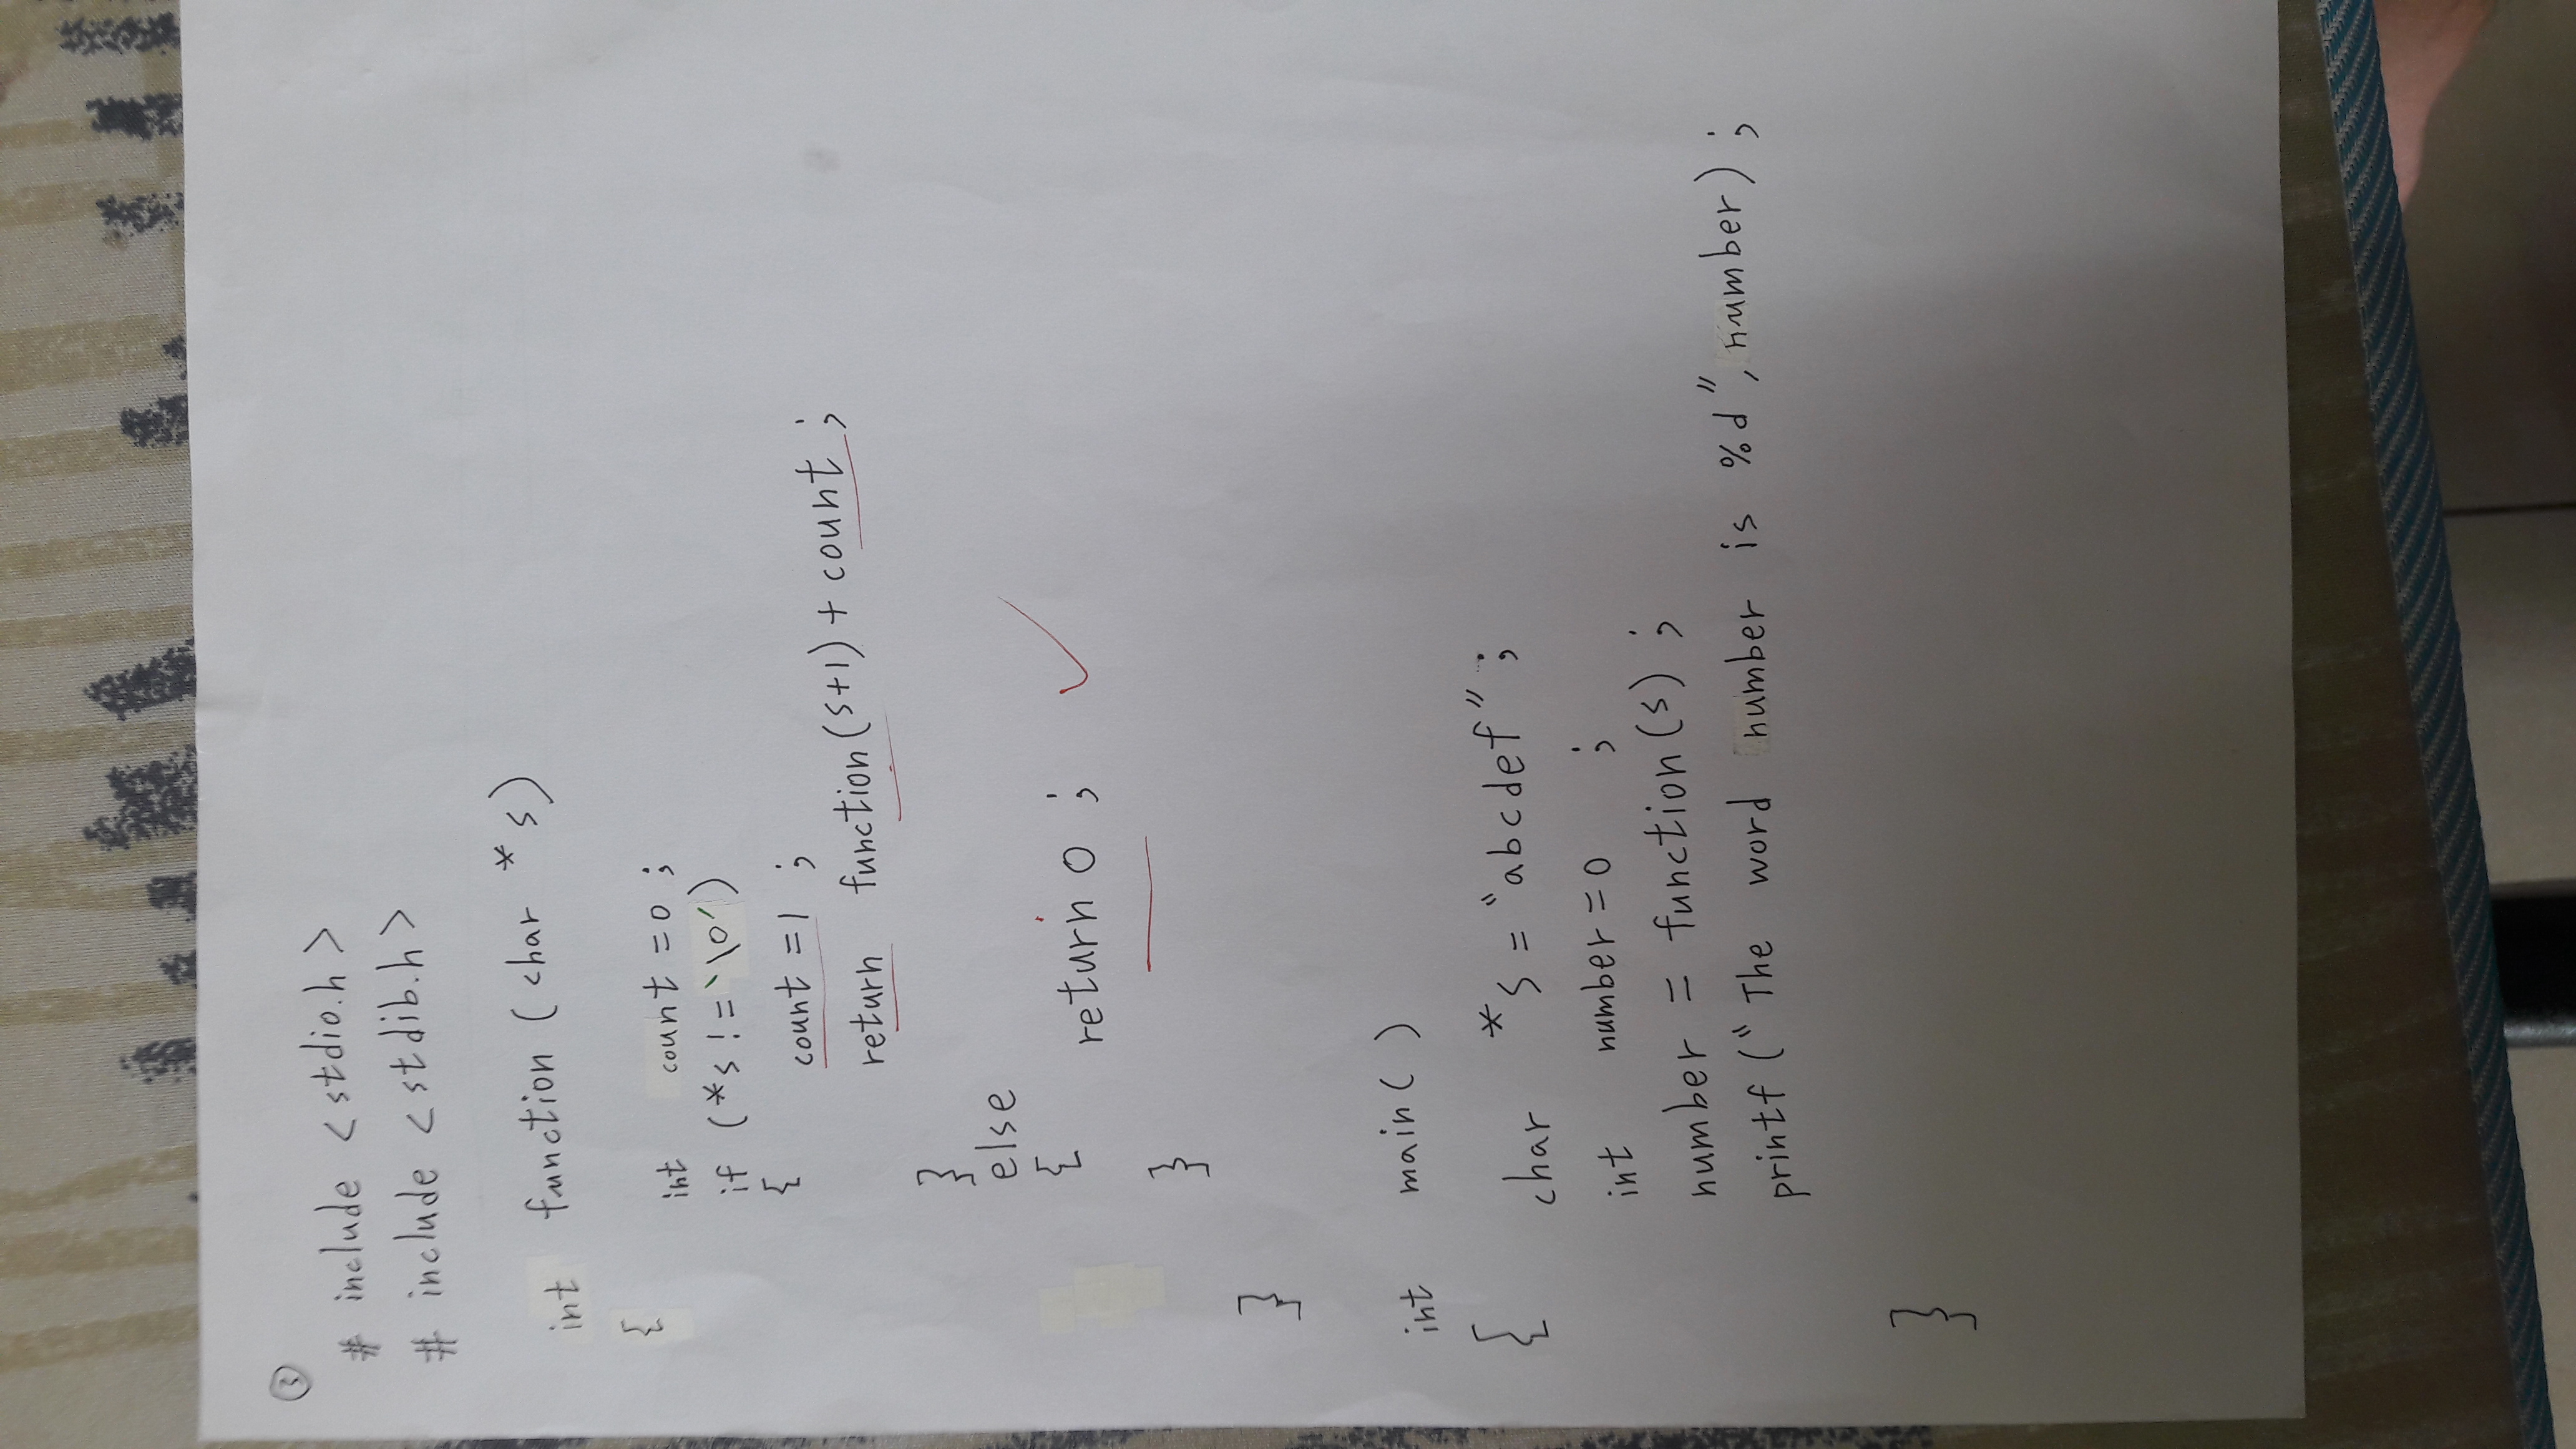 ③
# include <stdio.h>
# include <stdib.h>
int function (char *s)
{
int count =0 ;
if (*s != '\0')
{ count =1 ;
return function(s+1) + count ;
}
else
{ return 0 ;
}
}
int main( )
{ char *s = "abcdef" ;
int number =0 ;
number = function(s) ;
printf ("The word number is %d", number) ;
}